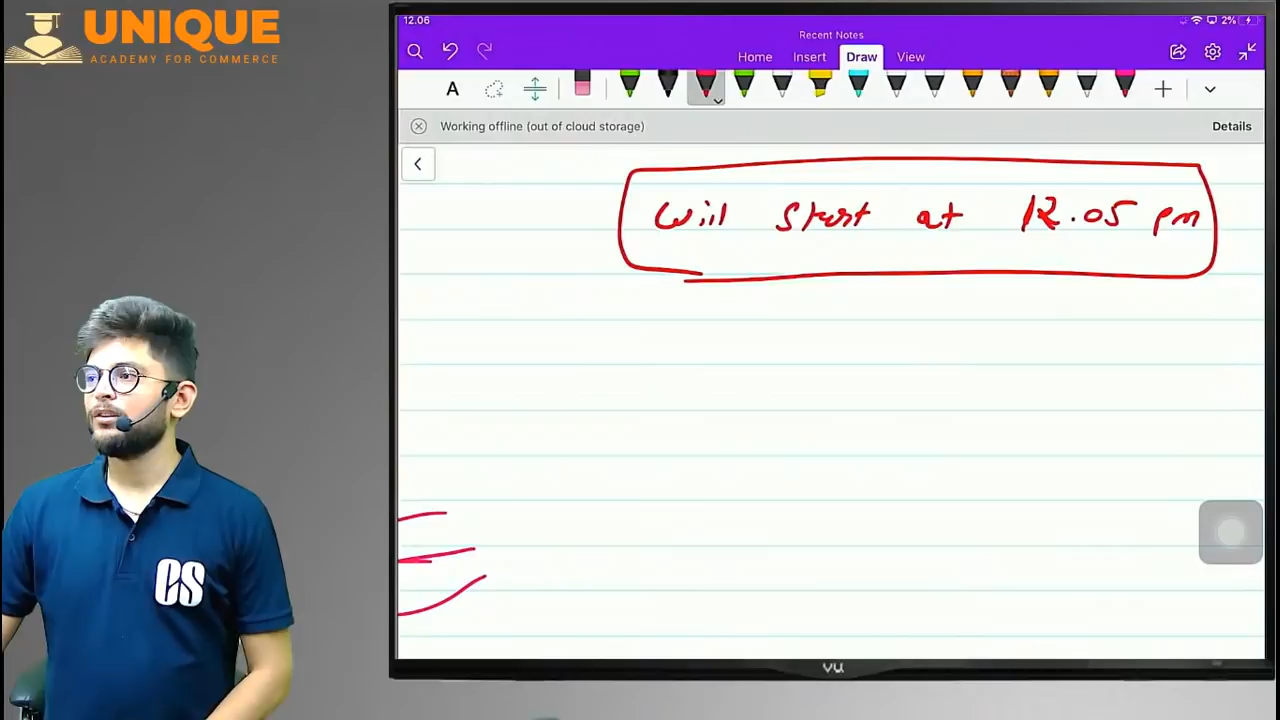 UNIQUE
ACADEMY FOR COMMERCE
12.06
2%
Recent Notes
Home Insert Draw View
A
Working offline (out of cloud storage)
Details
Will Start at 12.05 pm
CS
vu